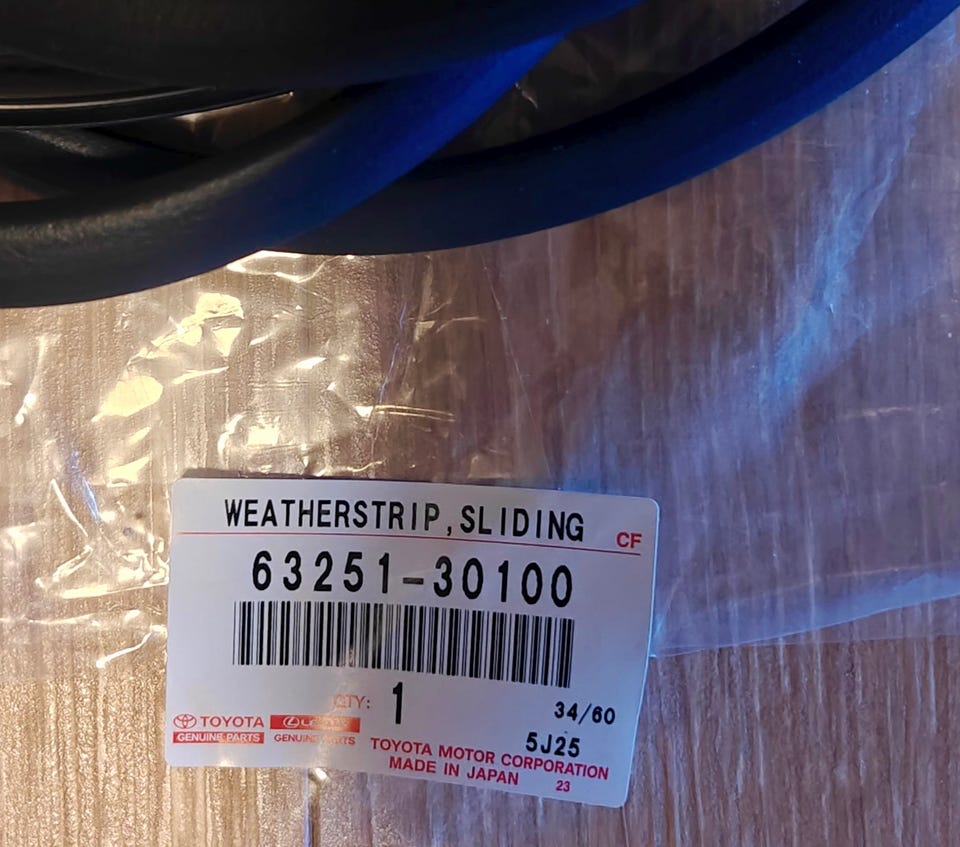 WEATHERSTRIP,SLIDING
CF
63251-30100
QTY: 1
34/60
5J25
TOYOTA LEXUS
GENUINE PARTS GENUINE PARTS
TOYOTA MOTOR CORPORATION
MADE IN JAPAN 23